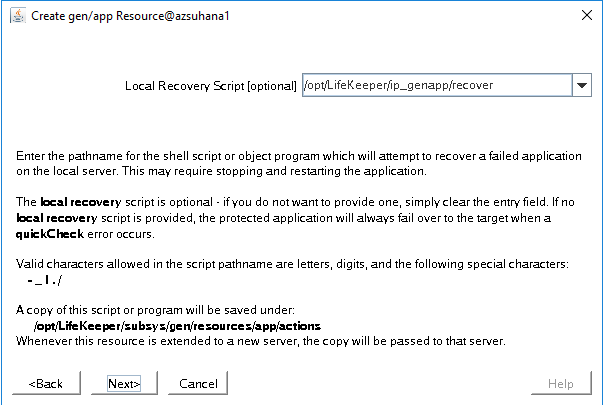 Create gen/app Resource@azsuhana1
Local Recovery Script [optional] /opt/LifeKeeper/ip_genapp/recover
Enter the pathname for the shell script or object program which will attempt to recover a failed application
on the local server. This may require stopping and restarting the application.
The local recovery script is optional - if you do not want to provide one, simply clear the entry field. If no
local recovery script is provided, the protected application will always fail over to the target when a
quickCheck error occurs.
Valid characters allowed in the script pathname are letters, digits, and the following special characters:
- _ ! . /
A copy of this script or program will be saved under:
/opt/LifeKeeper/subsys/gen/resources/app/actions
Whenever this resource is extended to a new server, the copy will be passed to that server.
<Back Next> Cancel Help